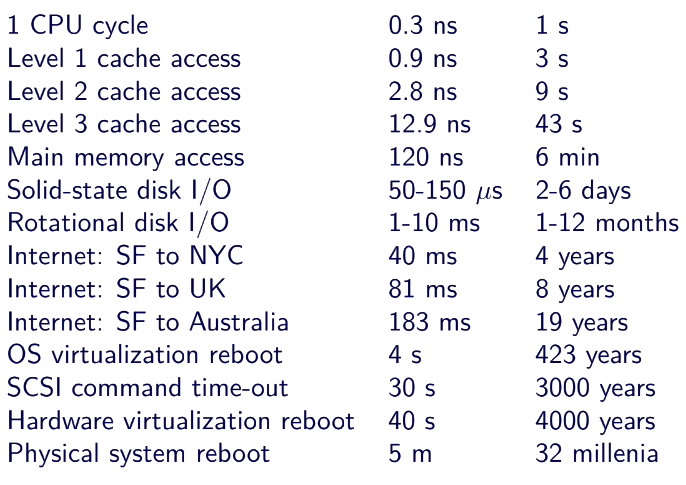 1 CPU cycle 0.3 ns 1 s
Level 1 cache access 0.9 ns 3 s
Level 2 cache access 2.8 ns 9 s
Level 3 cache access 12.9 ns 43 s
Main memory access 120 ns 6 min
Solid-state disk I/O 50-150 μs 2-6 days
Rotational disk I/O 1-10 ms 1-12 months
Internet: SF to NYC 40 ms 4 years
Internet: SF to UK 81 ms 8 years
Internet: SF to Australia 183 ms 19 years
OS virtualization reboot 4 s 423 years
SCSI command time-out 30 s 3000 years
Hardware virtualization reboot 40 s 4000 years
Physical system reboot 5 m 32 millenia